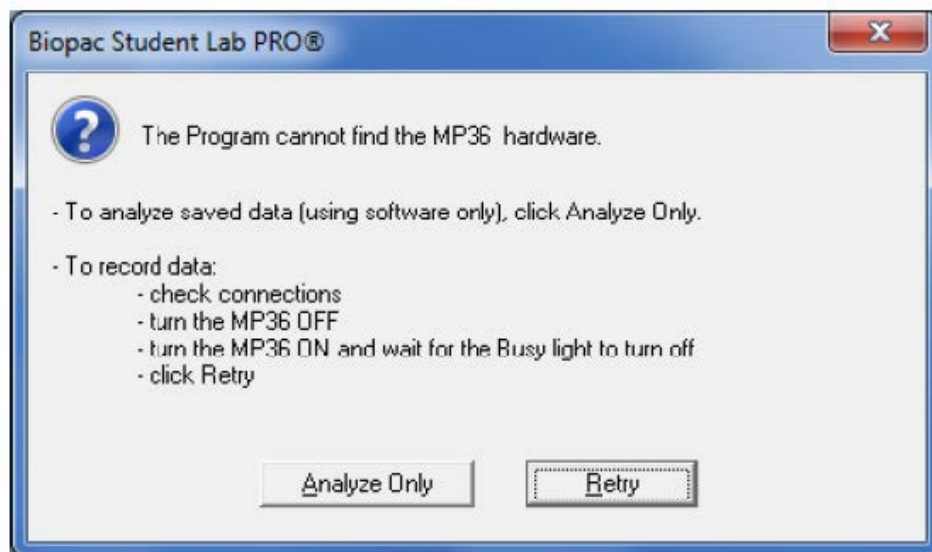 Biopac Student Lab PRO®
The Program cannot find the MP36 hardware.
- To analyze saved data (using software only), click Analyze Only.
- To record data:
- check connections
- turn the MP36 OFF
- turn the MP36 ON and wait for the Busy light to turn off
- click Retry
Analyze Only
Retry